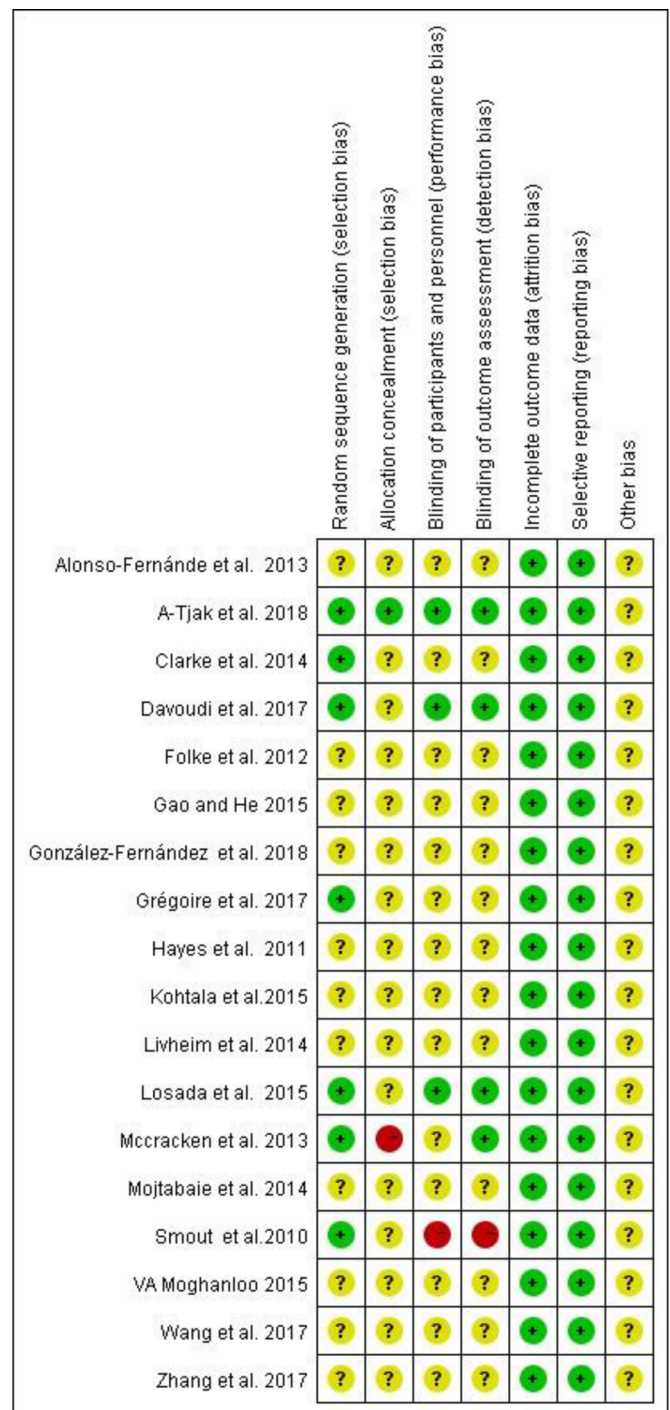 Random sequence generation (selection bias)
Allocation concealment (selection bias)
Blinding of participants and personnel (performance bias)
Blinding of outcome assessment (detection bias)
Incomplete outcome data (attrition bias)
Selective reporting (reporting bias)
Other bias
Alonso-Fernánde et al. 2013 ? ? ? ? + + ?
A-Tjak et al. 2018 + + + + + + ?
Clarke et al. 2014 + ? ? ? + + ?
Davoudi et al. 2017 + ? + + + + ?
Folke et al. 2012 ? ? ? ? + + ?
Gao and He 2015 ? ? ? ? + + ?
González-Fernández et al. 2018 ? ? ? ? + + ?
Grégoire et al. 2017 + ? ? ? + + ?
Hayes et al. 2011 ? ? ? ? + + ?
Kohtala et al.2015 ? ? ? ? + + ?
Livheim et al. 2014 ? ? ? ? + + ?
Losada et al. 2015 + ? + + + + ?
Mccracken et al. 2013 + - ? + + + ?
Mojtabaie et al. 2014 ? ? ? ? + + ?
Smout et al.2010 + ? - - + + ?
VA Moghanloo 2015 ? ? ? ? + + ?
Wang et al. 2017 ? ? ? ? + + ?
Zhang et al. 2017 ? ? ? ? + + ?